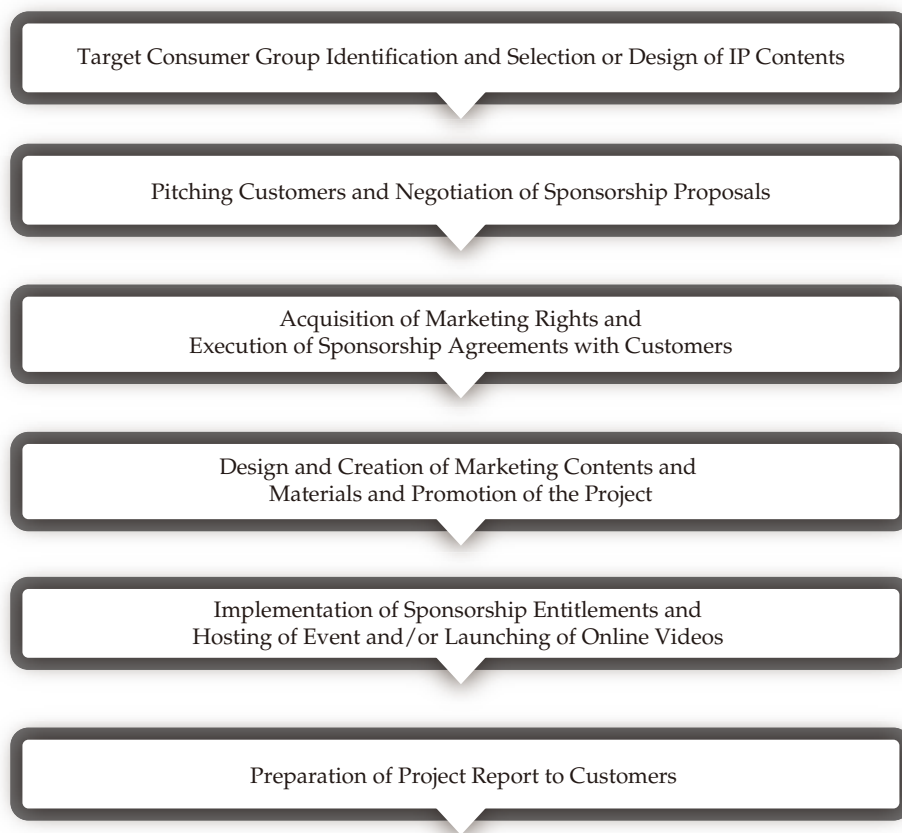 Target Consumer Group Identification and Selection or Design of IP Contents
Pitching Customers and Negotiation of Sponsorship Proposals
Acquisition of Marketing Rights and
Execution of Sponsorship Agreements with Customers
Design and Creation of Marketing Contents and
Materials and Promotion of the Project
Implementation of Sponsorship Entitlements and
Hosting of Event and/or Launching of Online Videos
Preparation of Project Report to Customers